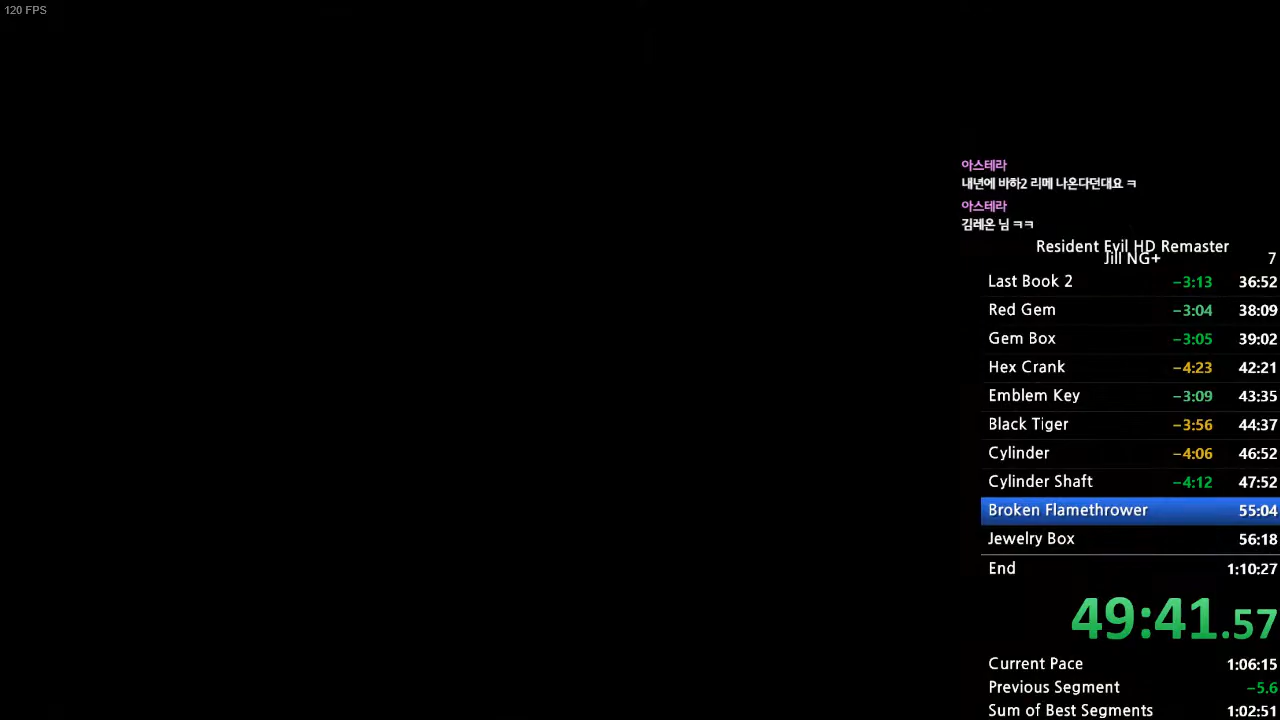 120 FPS
아스테라
내년에 바하2 리메 나온다던대요 ㅋ
아스테라
김레온 님 ㅋㅋ
Resident Evil HD Remaster
Jill NG+ 7
Last Book 2 −3:13 36:52
Red Gem −3:04 38:09
Gem Box −3:05 39:02
Hex Crank −4:23 42:21
Emblem Key −3:09 43:35
Black Tiger −3:56 44:37
Cylinder −4:06 46:52
Cylinder Shaft −4:12 47:52
Broken Flamethrower 55:04
Jewelry Box 56:18
End 1:10:27
49:41.57
Current Pace 1:06:15
Previous Segment −5.6
Sum of Best Segments 1:02:51